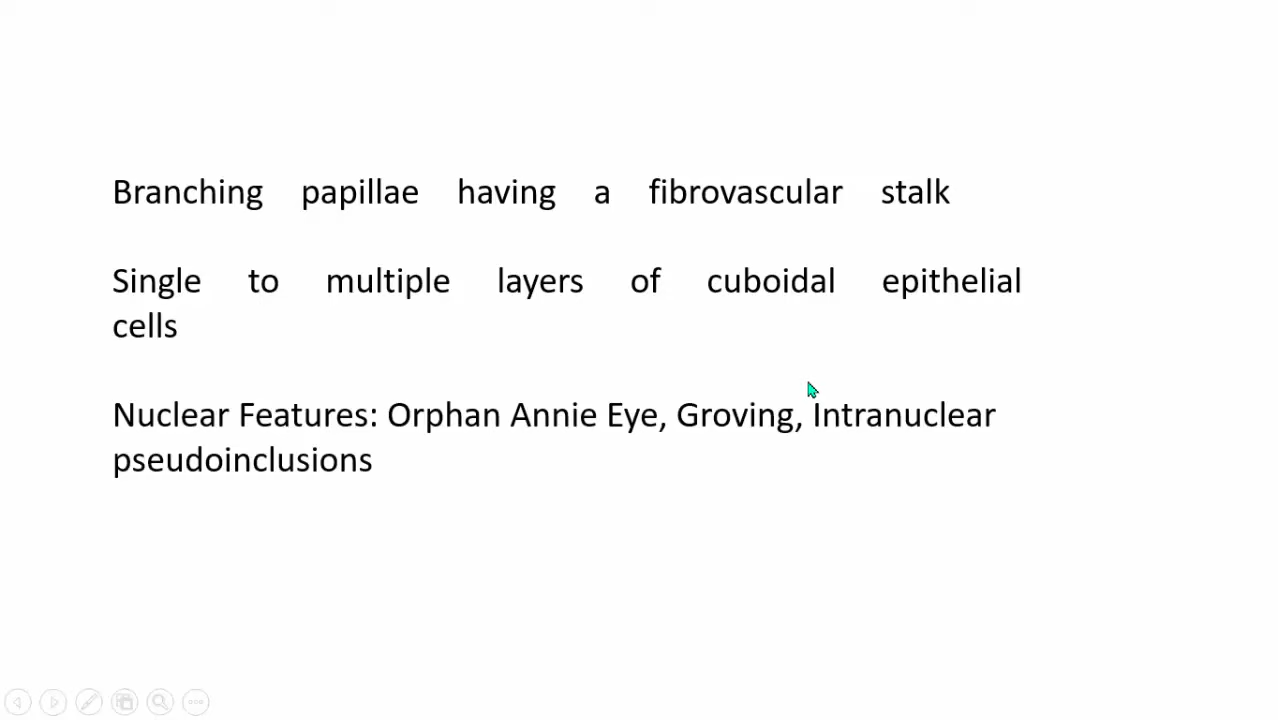 Branching papillae having a fibrovascular stalk
Single to multiple layers of cuboidal epithelial
cells
Nuclear Features: Orphan Annie Eye, Groving, Intranuclear
pseudoinclusions